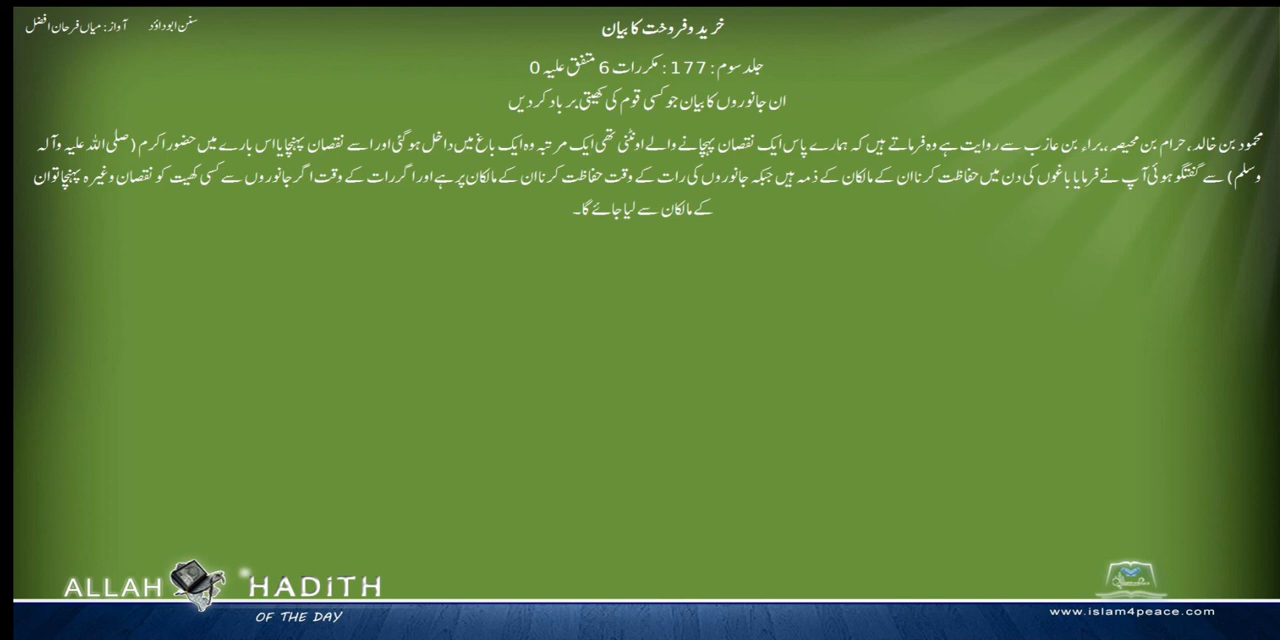 خرید و فروخت کا بیان
سنن ابوداؤد آواز: میاں فرحان افضل
جلد سوم : 177 : مکررات 6 متفق علیہ 0
ان جانوروں کا بیان جو کسی قوم کی کھیتی برباد کر دیں
محمود بن خالد، حرام بن محیصہ، براء بن عازب سے روایت ہے وہ فرماتے ہیں کہ ہمارے پاس ایک نقصان پہچانے والے اونٹنی تھی ایک مرتبہ وہ ایک باغ میں داخل ہوگئی اور اسے نقصان پہنچایا اس بارے میں حضور اکرم (صلی اللہ علیہ وآلہ
وسلم) سے گفتگو ہوئی آپ نے فرمایا باغوں کی دن میں حفاظت کرنا ان کے مالکان کے ذمہ ہیں جبکہ جانوروں کی رات کے وقت حفاظت کرنا ان کے مالکان پر ہے اور اگر رات کے وقت اگر جانوروں سے کسی کھیت کو نقصان وغیرہ پہنچا تو ان
کے مالکان سے لیا جائے گا۔
ALLAH HADITH
OF THE DAY
www.islam4peace.com